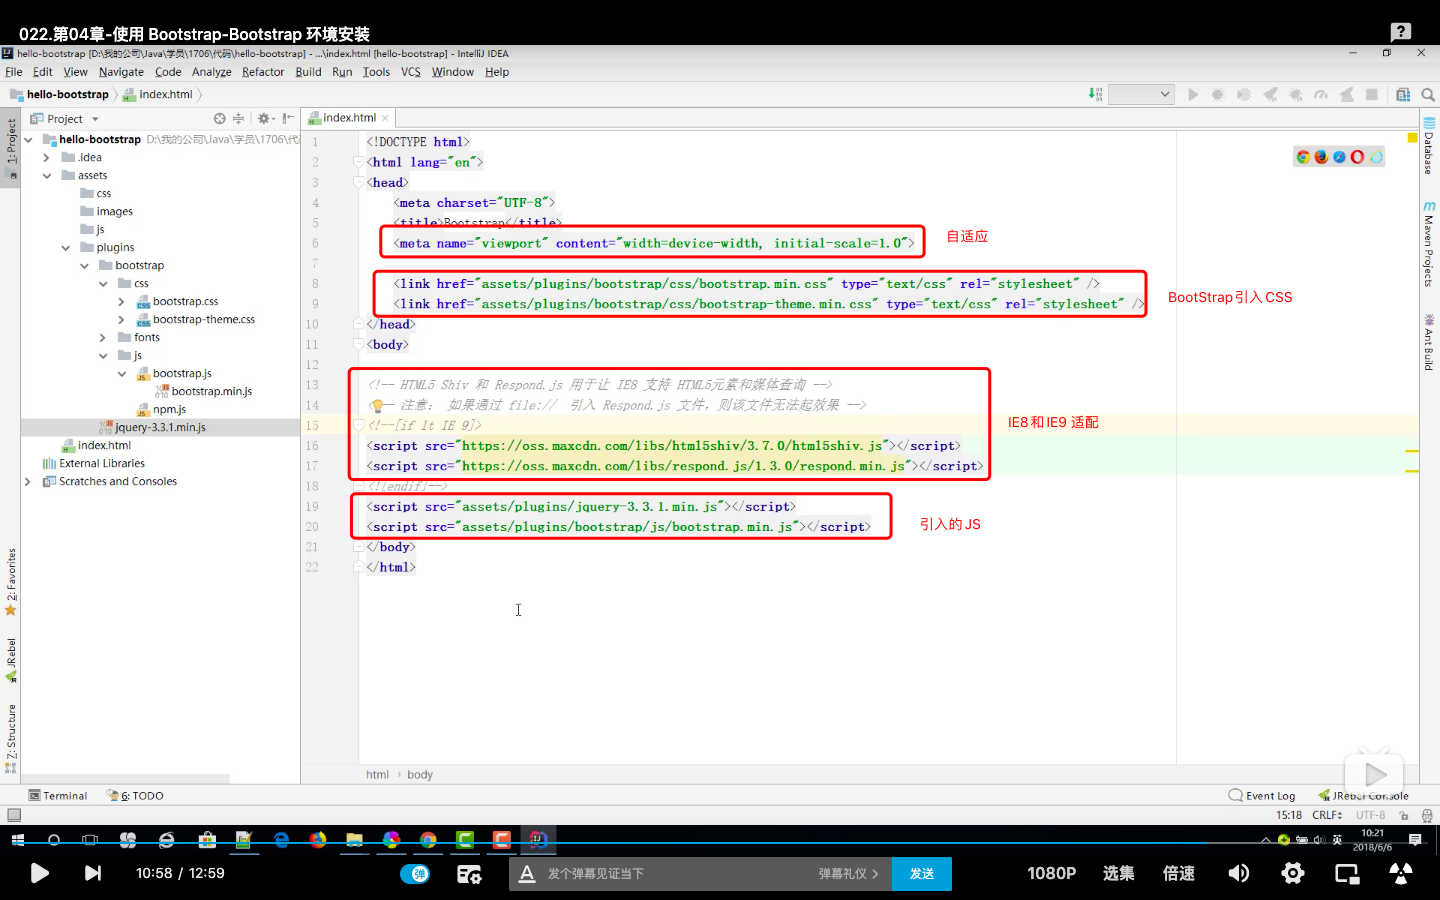 022.第04章-使用 Bootstrap-Bootstrap 环境安装
hello-bootstrap [D:\我的公司\Java\学员\1706\代码\hello-bootstrap] - ...\index.html [hello-bootstrap] - IntelliJ IDEA
File Edit View Navigate Code Analyze Refactor Build Run Tools VCS Window Help
hello-bootstrap index.html
Project
index.html
1: Project
hello-bootstrap D:\我的公司\Java\学员\1706\代
.idea
assets
css
images
js
plugins
bootstrap
css
bootstrap.css
bootstrap-theme.css
fonts
js
bootstrap.js
bootstrap.min.js
npm.js
jquery-3.3.1.min.js
index.html
External Libraries
Scratches and Consoles
2: Favorites
JRebel
7: Structure
1 <!DOCTYPE html>
2 <html lang="en">
3 <head>
4 <meta charset="UTF-8">
5 <title>Bootstrap</title>
6 <meta name="viewport" content="width=device-width, initial-scale=1.0">
自适应
7
8 <link href="assets/plugins/bootstrap/css/bootstrap.min.css" type="text/css" rel="stylesheet" />
9 <link href="assets/plugins/bootstrap/css/bootstrap-theme.min.css" type="text/css" rel="stylesheet" />
BootStrap引入CSS
10 </head>
11 <body>
12
13 <!-- HTML5 Shiv 和 Respond.js 用于让 IE8 支持 HTML5元素和媒体查询 -->
14 <!-- 注意： 如果通过 file:// 引入 Respond.js 文件，则该文件无法起效果 -->
15 <!--[if lt IE 9]>
IE8和IE9 适配
16 <script src="https://oss.maxcdn.com/libs/html5shiv/3.7.0/html5shiv.js"></script>
17 <script src="https://oss.maxcdn.com/libs/respond.js/1.3.0/respond.min.js"></script>
18 <![endif]-->
19 <script src="assets/plugins/jquery-3.3.1.min.js"></script>
20 <script src="assets/plugins/bootstrap/js/bootstrap.min.js"></script>
引入的JS
21 </body>
22 </html>
Database
Maven Projects
Ant Build
html › body
Terminal 6: TODO Event Log JRebel Console
15:18 CRLF UTF-8
英 10:21
2018/6/6
10:58 / 12:59 弹 发个弹幕见证当下 弹幕礼仪 发送 1080P 选集 倍速